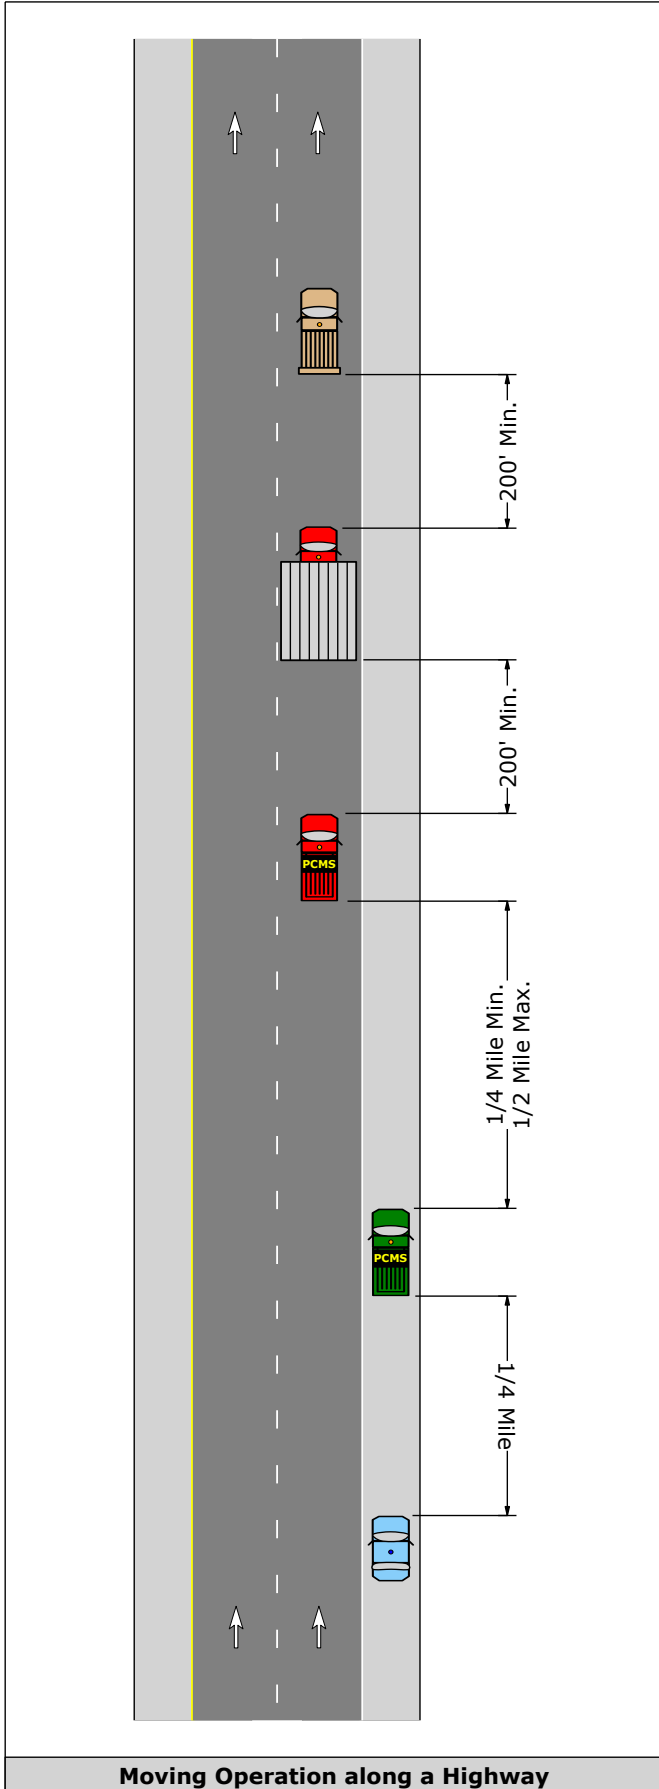 200' Min.
200' Min.
PCMS
1/4 Mile Min.
1/2 Mile Max.
PCMS
1/4 Mile
Moving Operation along a Highway